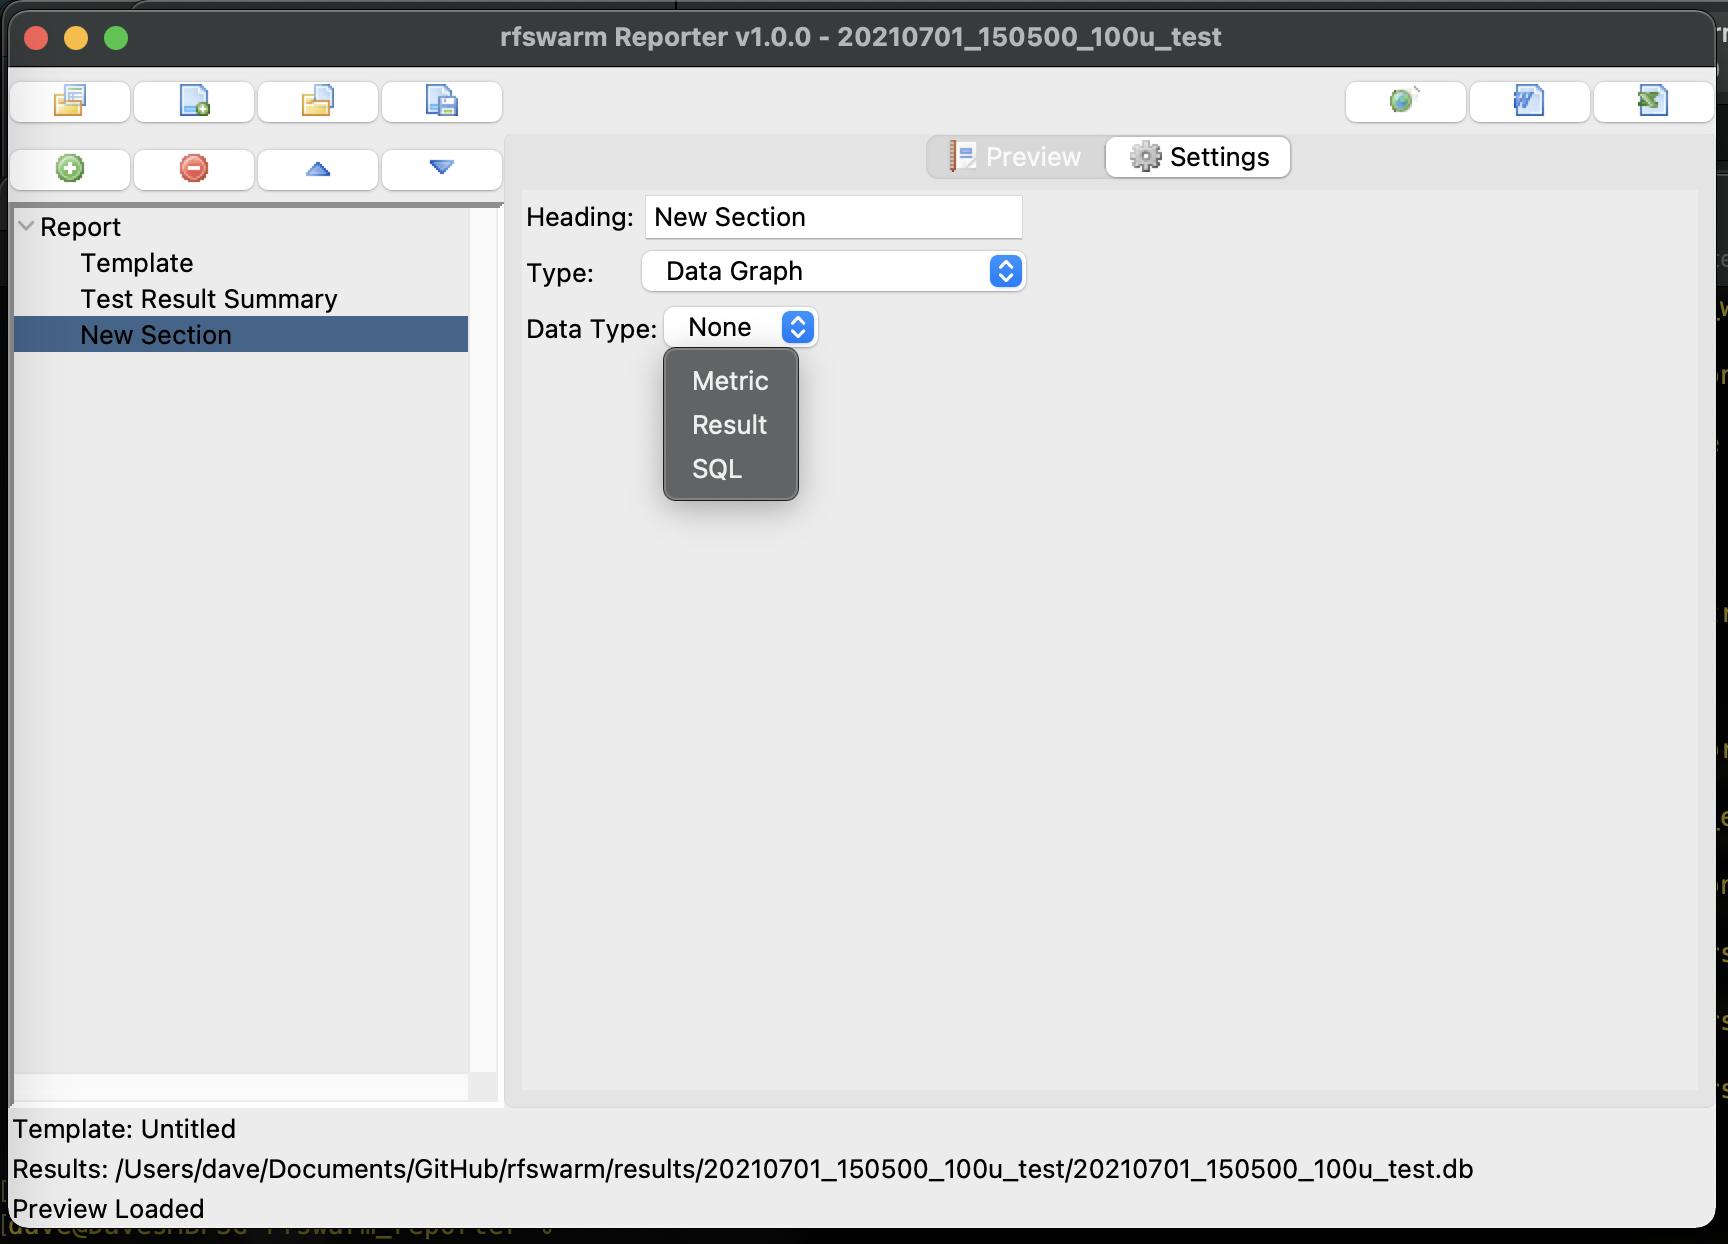 rfswarm Reporter v1.0.0 - 20210701_150500_100u_test
Preview
Settings
Report
Template
Test Result Summary
New Section
Heading: New Section
Type: Data Graph
Data Type: None
Metric
Result
SQL
Template: Untitled
Results: /Users/dave/Documents/GitHub/rfswarm/results/20210701_150500_100u_test/20210701_150500_100u_test.db
Preview Loaded